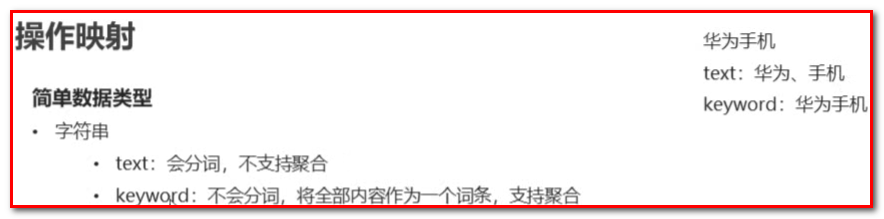 操作映射
简单数据类型
• 字符串
• text：会分词，不支持聚合
• keyword：不会分词，将全部内容作为一个词条，支持聚合
华为手机
text：华为、手机
keyword：华为手机